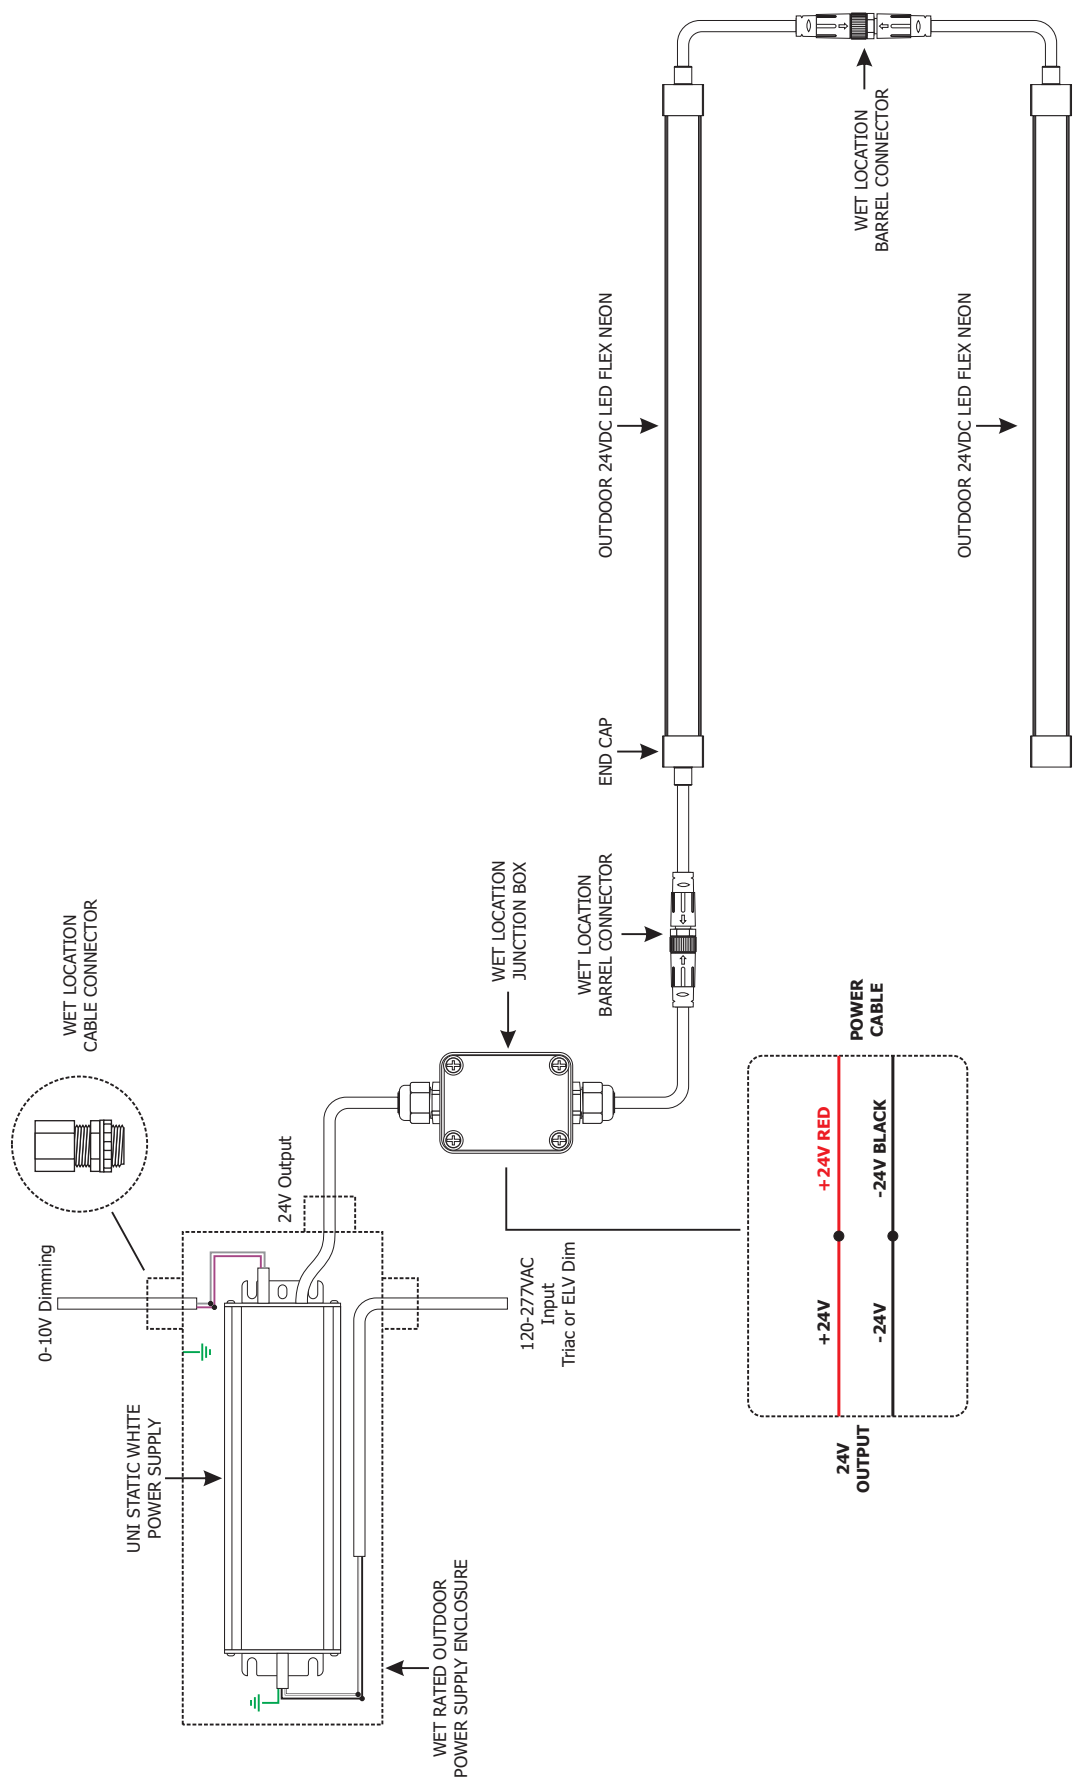 0-10V Dimming
WET LOCATION
CABLE CONNECTOR
UNI STATIC WHITE
POWER SUPPLY
24V Output
120-277VAC
Input
Triac or ELV Dim
WET RATED OUTDOOR
POWER SUPPLY ENCLOSURE
WET LOCATION
JUNCTION BOX
WET LOCATION
BARREL CONNECTOR
END CAP
OUTDOOR 24VDC LED FLEX NEON
WET LOCATION
BARREL CONNECTOR
OUTDOOR 24VDC LED FLEX NEON
24V
OUTPUT
+24V
+24V RED
-24V
-24V BLACK
POWER
CABLE